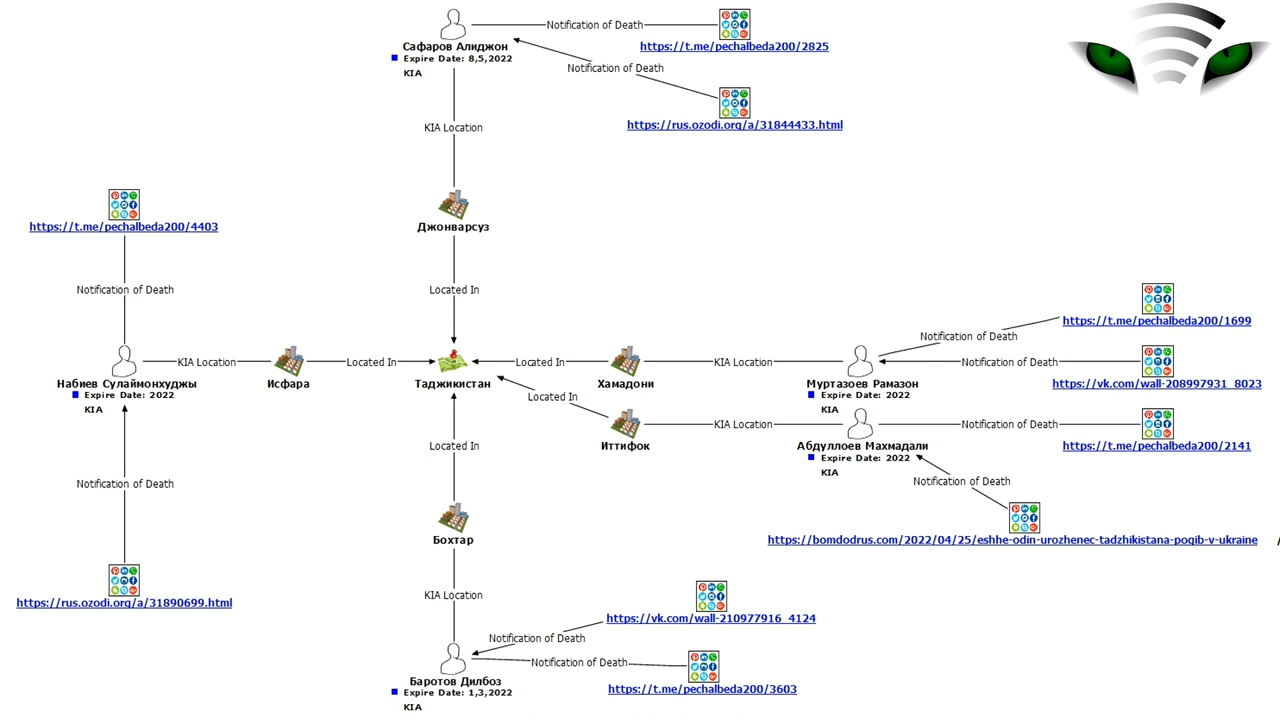 Notification of Death
Сафаров Алиджон
https://t.me/pechalbeda200/2825
Expire Date: 8,5,2022
KIA
Notification of Death
https://rus.ozodi.org/a/31844433.html
KIA Location
Джонварсуз
https://t.me/pechalbeda200/4403
Notification of Death
Located In
https://t.me/pechalbeda200/1699
Notification of Death
KIA Location
Located In
Located In
KIA Location
Notification of Death
Набиев Сулаймонхуджы
Исфара
Таджикистан
Хамадони
Муртазоев Рамазон
https://vk.com/wall-208997931_8023
Expire Date: 2022
KIA
Expire Date: 2022
KIA
Located In
KIA Location
Notification of Death
Иттифок
Абдуллоев Махмадали
https://t.me/pechalbeda200/2141
Expire Date: 2022
KIA
Located In
Notification of Death
Notification of Death
Бохтар
https://bomdodrus.com/2022/04/25/eshhe-odin-urozhenec-tadzhikistana-pogib-v-ukraine /
https://rus.ozodi.org/a/31890699.html
KIA Location
https://vk.com/wall-210977916_4124
Notification of Death
Notification of Death
Баротов Дилбоз
https://t.me/pechalbeda200/3603
Expire Date: 1,3,2022
KIA